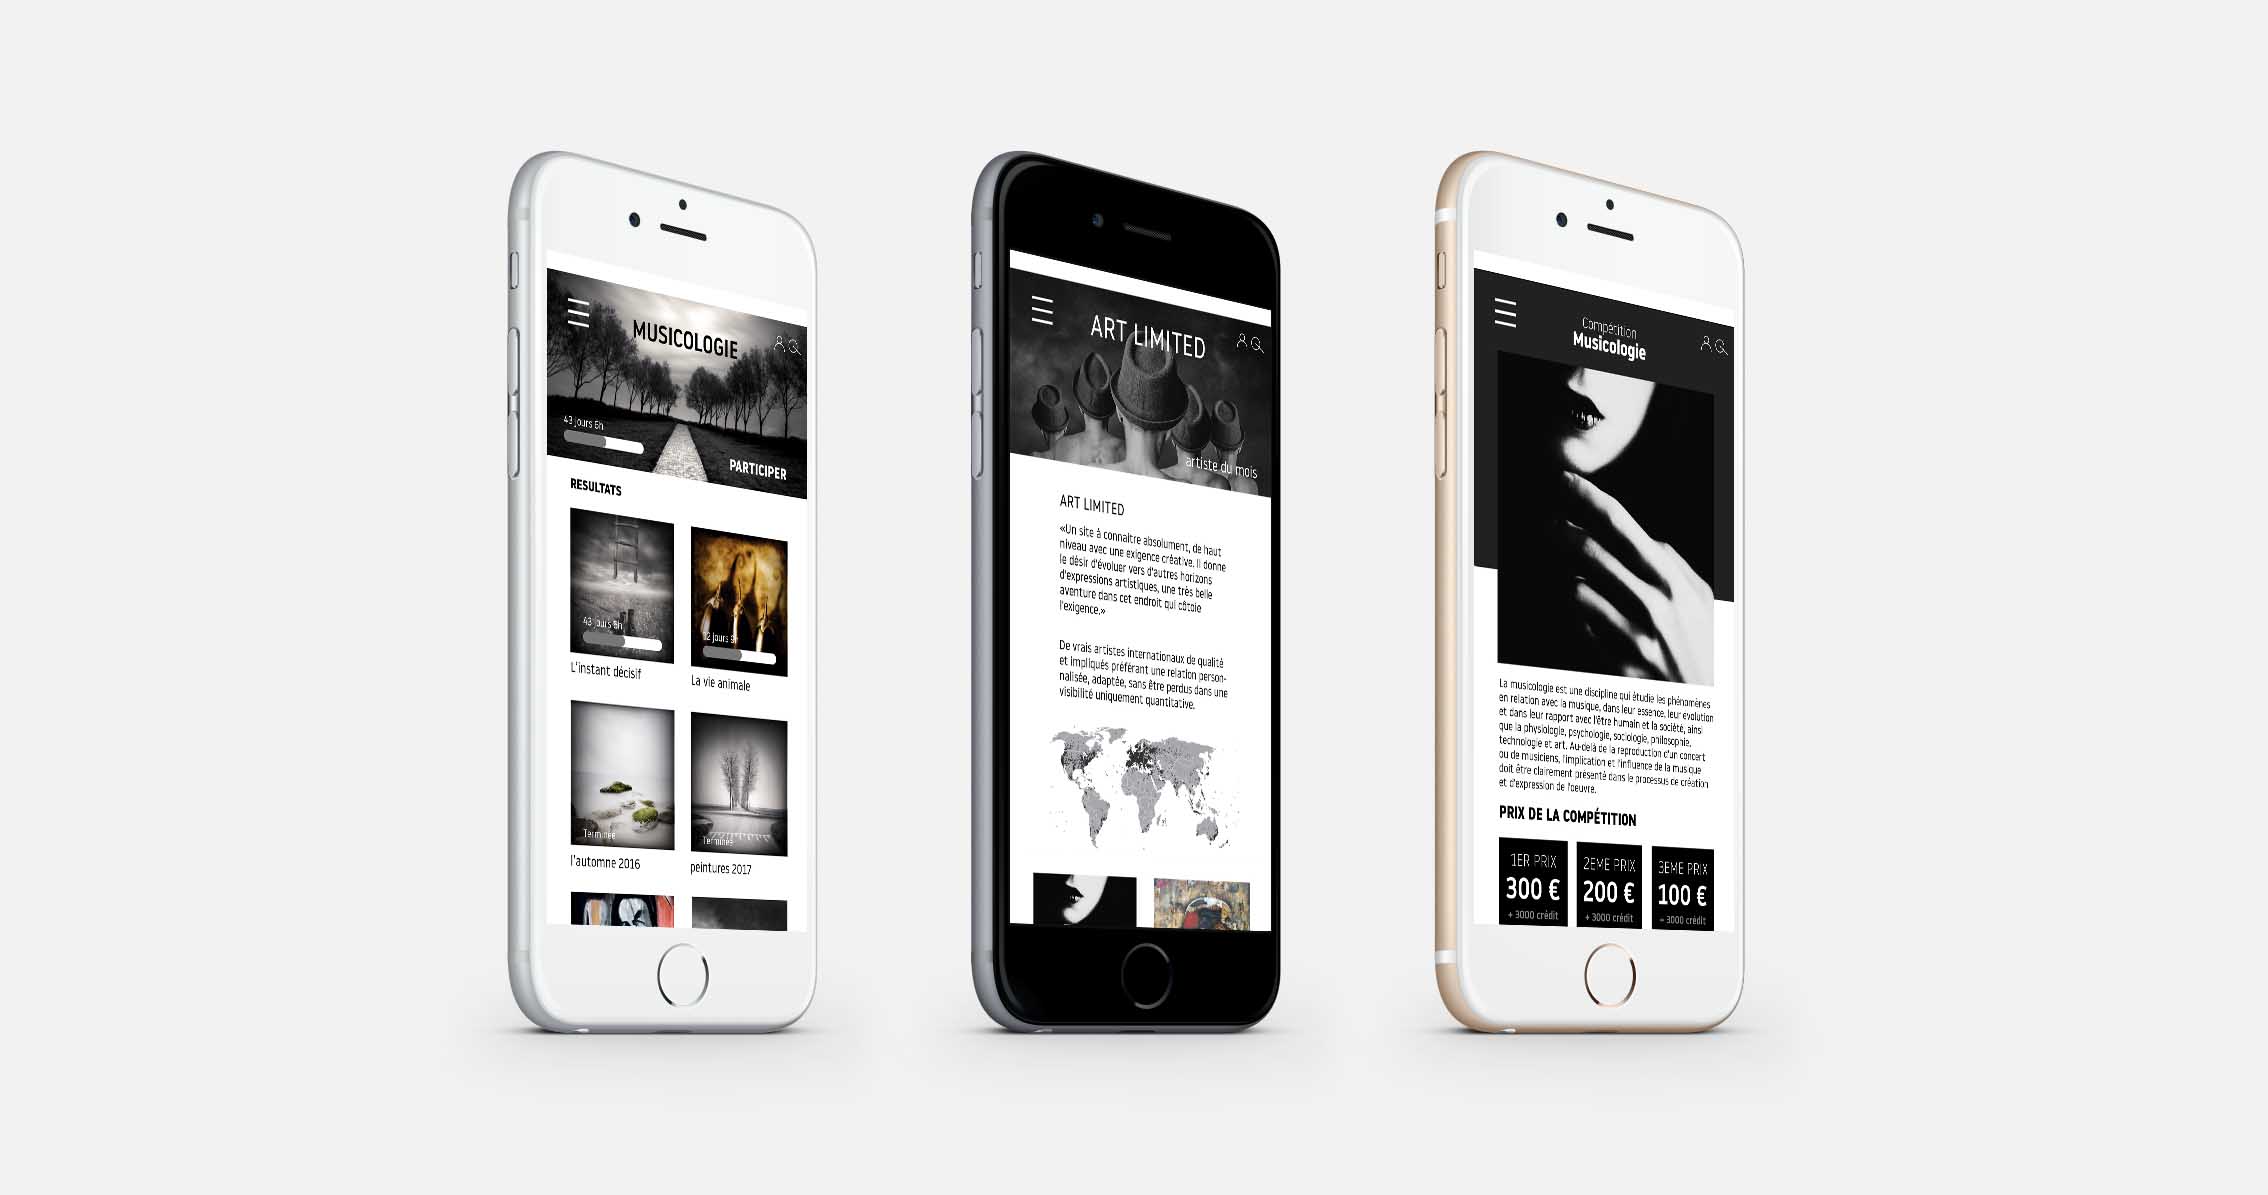 MUSICOLOGIE
43 jours 6h
PARTICIPER
RESULTATS
43 jours 6h
jours
L'instant décisif
La vie animale
Terminée
Terminée
l'automne 2016
peintures 2017
ART LIMITED
artiste du mois
ART LIMITED
«Un site à connaitre absolument, de haut
niveau avec une exigence créative. Il donne
le désir d'évoluer vers d'autres horizons
d'expressions artistiques, une très belle
aventure dans cet endroit qui côtoie
l'exigence.»
De vrais artistes internationaux de qualité
et impliqués préférant une relation person-
nalisée, adaptée, sans être perdus dans une
visibilité uniquement quantitative.
Compétition
Musicologie
La musicologie est une discipline qui étudie les phénomènes
en relation avec la musique, dans leur essence, leur évolution
et dans leur rapport avec l'être humain et la société, ainsi
que la physiologie, psychologie, sociologie, philosophie,
technologie et art. Au-delà de la reproduction d'un concert
ou de musiciens, l'implication et l'influence de la musique
doit être clairement présenté dans le processus de création
et d'expression de l'oeuvre.
PRIX DE LA COMPÉTITION
1ER PRIX
300 €
+ 3000 crédit
2EME PRIX
200 €
+ 3000 crédit
3EME PRIX
100 €
+ 3000 crédit